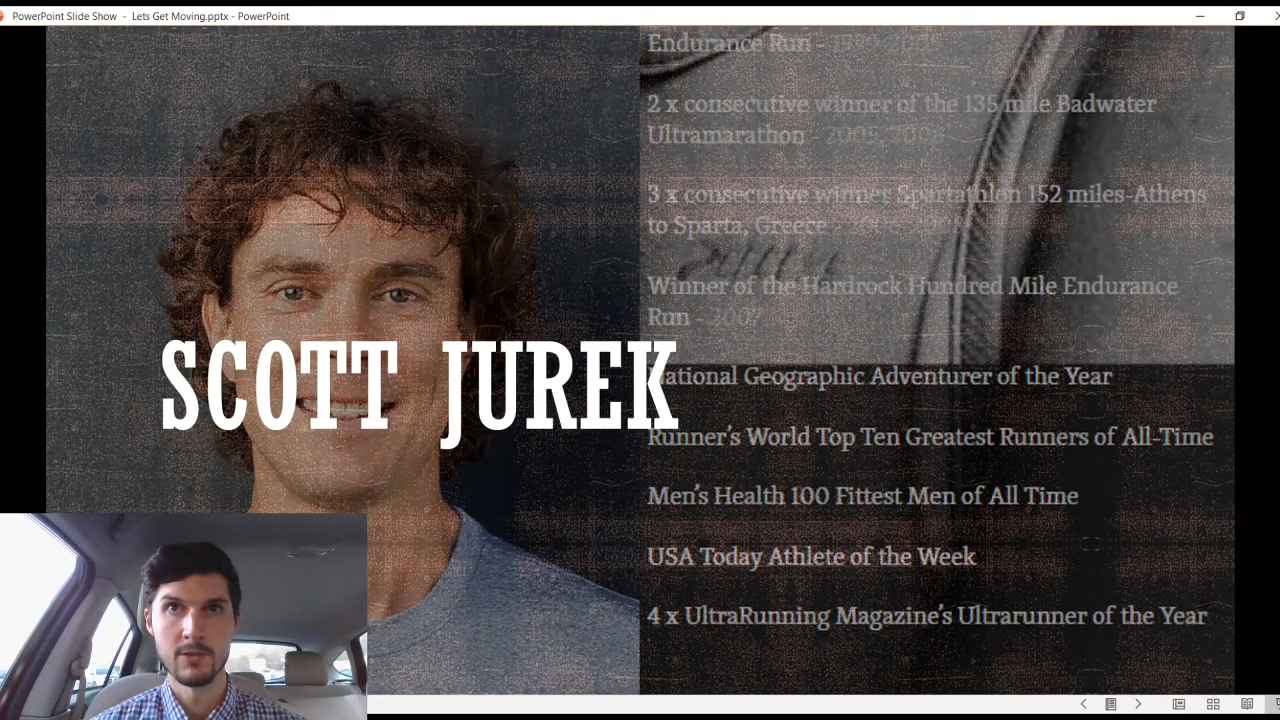 PowerPoint Slide Show - Lets Get Moving.pptx - PowerPoint
Endurance Run -
2 x consecutive winner of the 135 mile Badwater
Ultramarathon - 2005,
3 x consecutive winner Spartathlon 152 miles-Athens
to Sparta, Greece -
Winner of the Hardrock Hundred Mile Endurance
Run - 2007
SCOTT JUREK
National Geographic Adventurer of the Year
Runner's World Top Ten Greatest Runners of All-Time
Men's Health 100 Fittest Men of All Time
USA Today Athlete of the Week
4 x UltraRunning Magazine's Ultrarunner of the Year